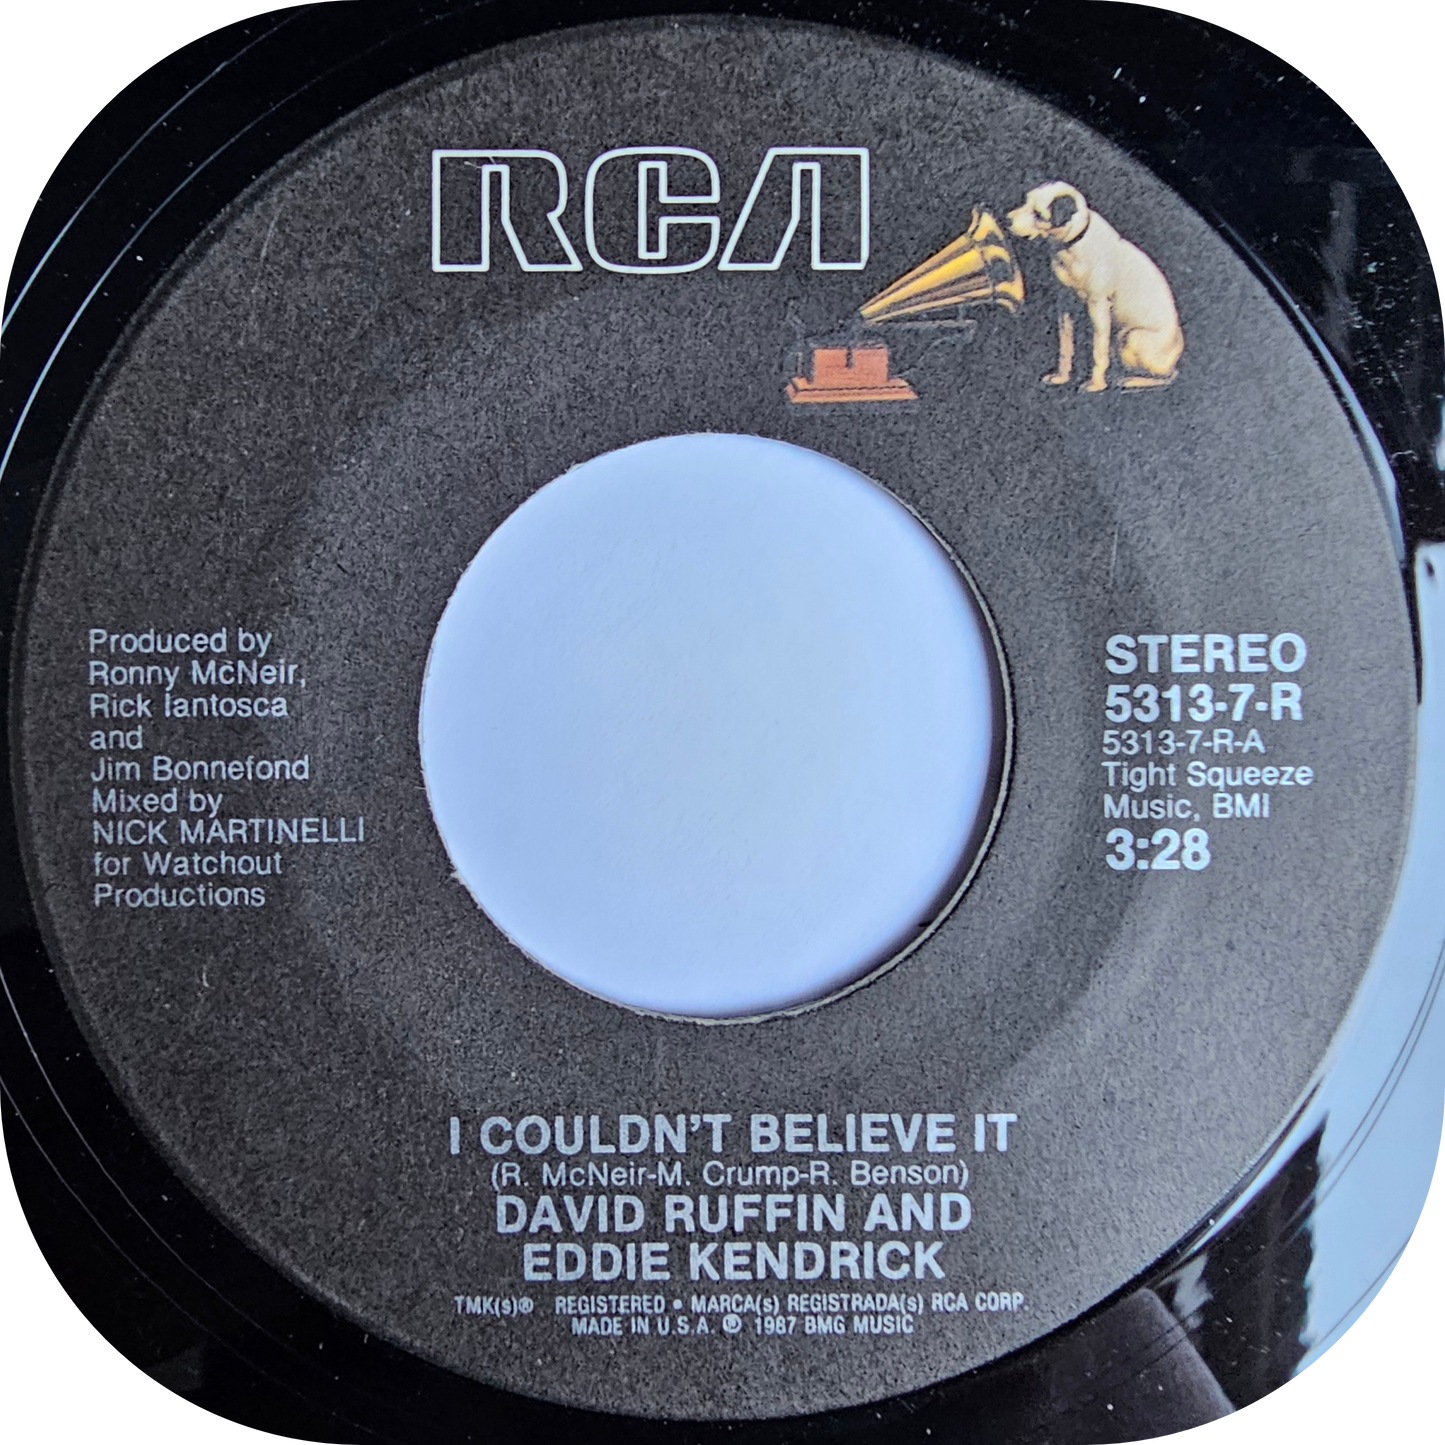 RCA
Produced by
Ronny McNeir,
Rick Iantosca
and
Jim Bonnefond
Mixed by
NICK MARTINELLI
for Watchout
Productions
STEREO
5313-7-R
5313-7-R-A
Tight Squeeze
Music, BMI
3:28
I COULDN'T BELIEVE IT
(R. McNeir-M. Crump-R. Benson)
DAVID RUFFIN AND
EDDIE KENDRICK
TMK(s)® REGISTERED • MARCA(s) REGISTRADA(s) RCA CORP.
MADE IN U.S.A. ℗ 1987 BMG MUSIC